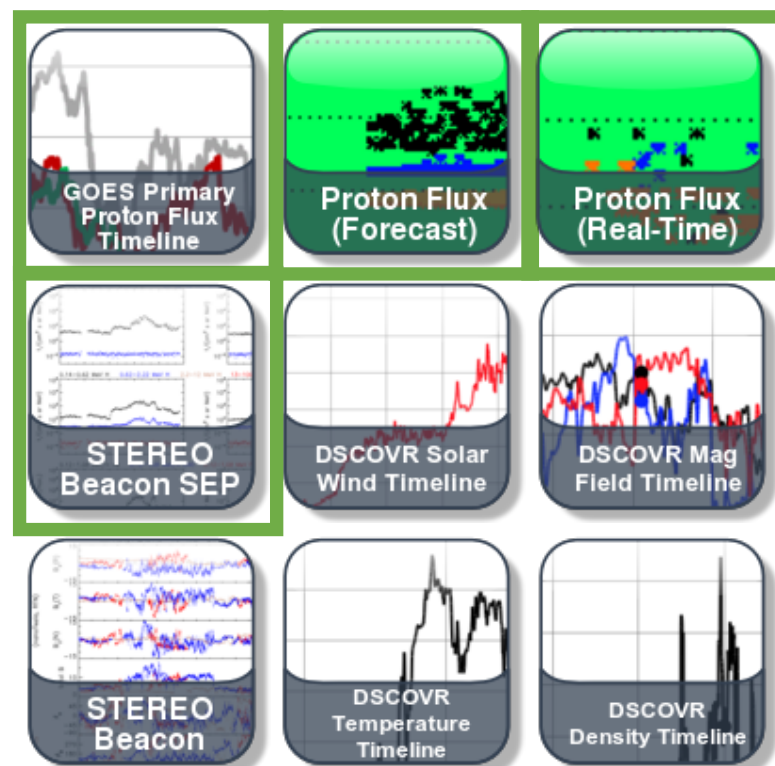 GOES Primary
Proton Flux
Timeline
Proton Flux
(Forecast)
Proton Flux
(Real-Time)
STEREO
Beacon SEP
DSCOVR Solar
Wind Timeline
DSCOVR Mag
Field Timeline
STEREO
Beacon
DSCOVR
Temperature
Timeline
DSCOVR
Density Timeline